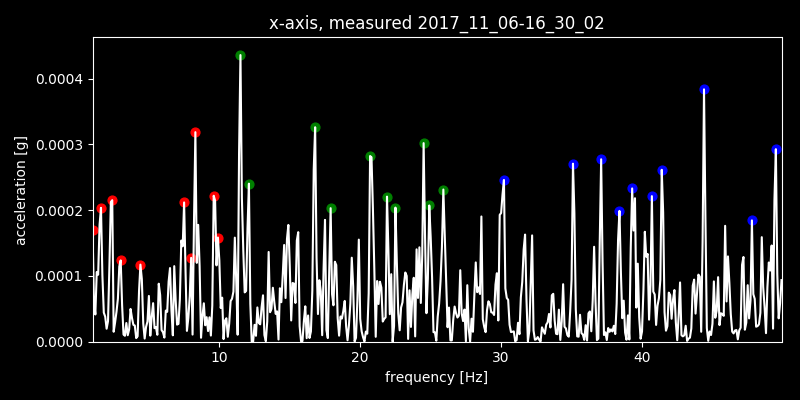 x-axis, measured 2017_11_06-16_30_02
acceleration [g]
0.0004
0.0003
0.0002
0.0001
0.0000
10 20 30 40
frequency [Hz]